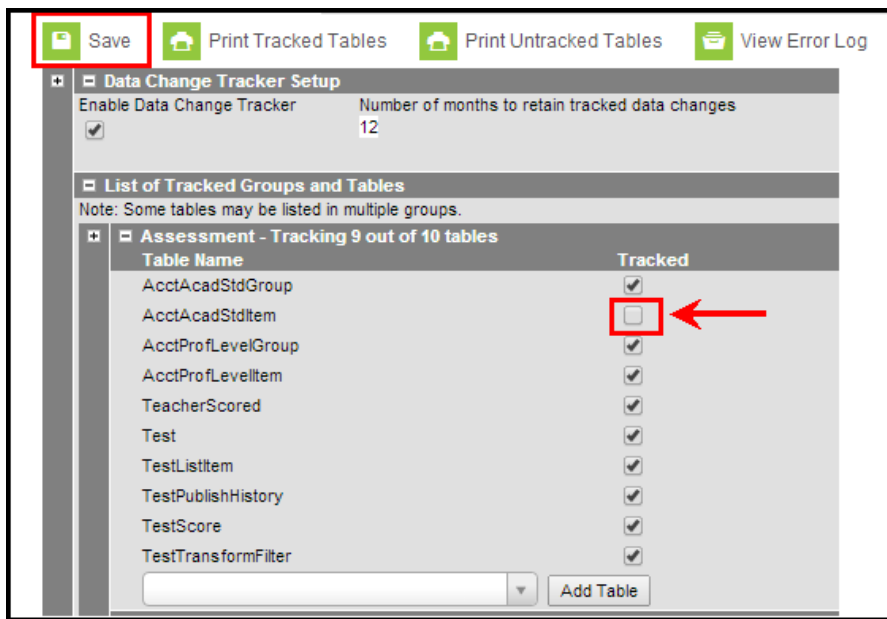 Save Print Tracked Tables Print Untracked Tables View Error Log
Data Change Tracker Setup
Enable Data Change Tracker Number of months to retain tracked data changes
12
List of Tracked Groups and Tables
Note: Some tables may be listed in multiple groups.
Assessment - Tracking 9 out of 10 tables
Table Name Tracked
AcctAcadStdGroup
AcctAcadStdItem
AcctProfLevelGroup
AcctProfLevelItem
TeacherScored
Test
TestListItem
TestPublishHistory
TestScore
TestTransformFilter
Add Table